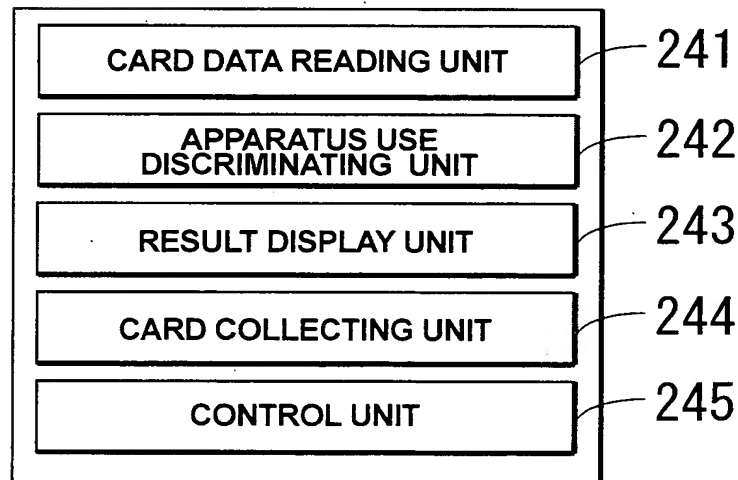 CARD DATA READING UNIT 241
APPARATUS USE
DISCRIMINATING UNIT 242
RESULT DISPLAY UNIT 243
CARD COLLECTING UNIT 244
CONTROL UNIT 245